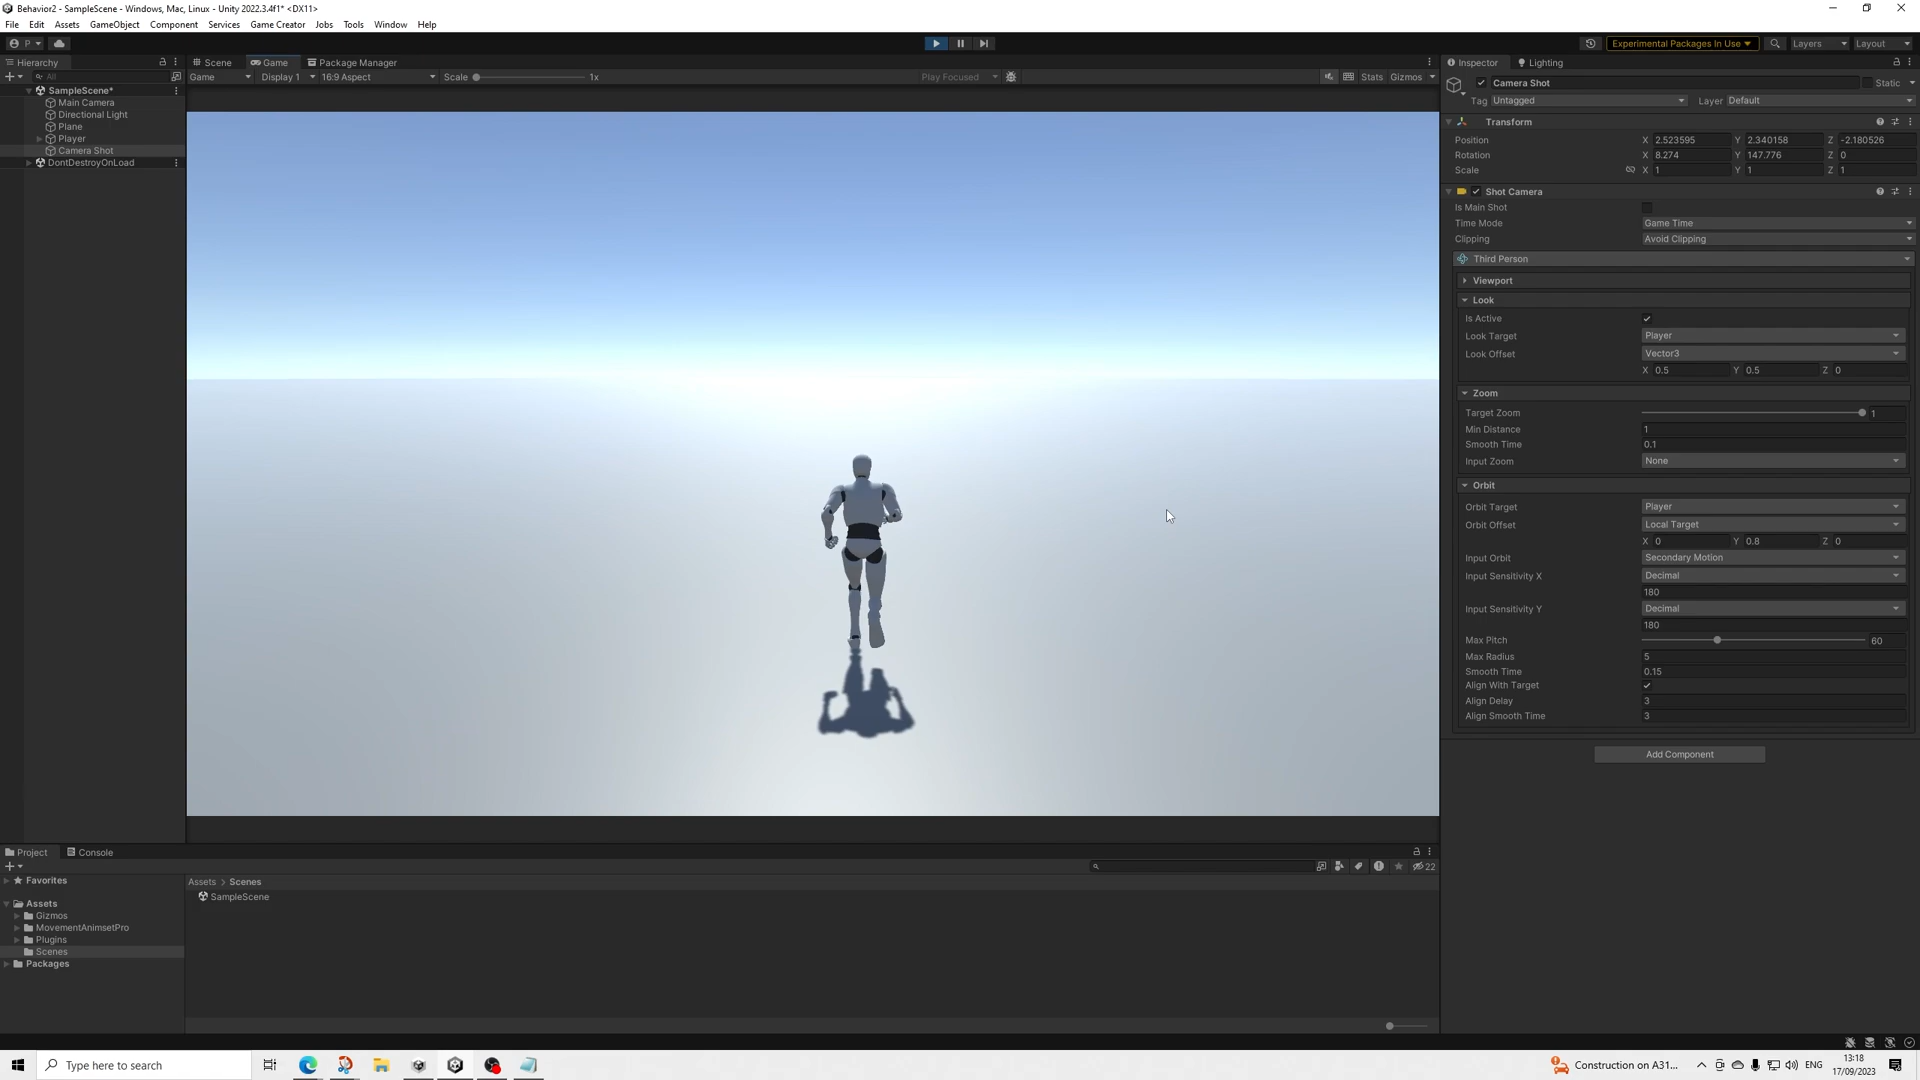 Behavior2 - SampleScene - Windows, Mac, Linux - Unity 2022.3.4f1* <DX11>
File Edit Assets GameObject Component Services Game Creator Jobs Tools Window Help
P Experimental Packages In Use Layers Layout
Hierarchy
All
SampleScene*
Main Camera
Directional Light
Plane
Player
Camera Shot
DontDestroyOnLoad
Scene Game Package Manager
Game Display 1 16:9 Aspect Scale 1x Play Focused Stats Gizmos
Inspector Lighting
Camera Shot Static
Tag Untagged Layer Default
Transform
Position X 2.523595 Y 2.340158 Z -2.180526
Rotation X 8.274 Y 147.776 Z 0
Scale X 1 Y 1 Z 1
Shot Camera
Is Main Shot
Time Mode Game Time
Clipping Avoid Clipping
Third Person
Viewport
Look
Is Active
Look Target Player
Look Offset Vector3
X 0.5 Y 0.5 Z 0
Zoom
Target Zoom 1
Min Distance 1
Smooth Time 0.1
Input Zoom None
Orbit
Orbit Target Player
Orbit Offset Local Target
X 0 Y 0.8 Z 0
Input Orbit Secondary Motion
Input Sensitivity X Decimal
180
Input Sensitivity Y Decimal
180
Max Pitch 60
Max Radius 5
Smooth Time 0.15
Align With Target
Align Delay 3
Align Smooth Time 3
Add Component
Project Console
22
Favorites
Assets
Gizmos
MovementAnimsetPro
Plugins
Scenes
Packages
Assets > Scenes
SampleScene
Type here to search
Construction on A31...
ENG
13:18
17/09/2023